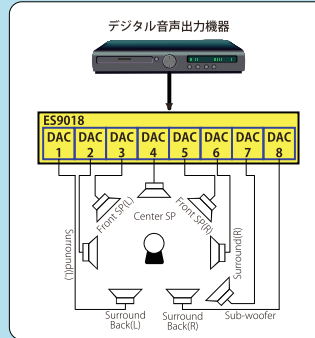 デジタル音声出力機器
ES9018
DAC DAC DAC DAC DAC DAC DAC DAC
1 2 3 4 5 6 7 8
Front SP(L)
Center SP
Front SP(R)
Surround(L)
Surround(R)
Surround
Back(L)
Surround
Back(R)
Sub-woofer